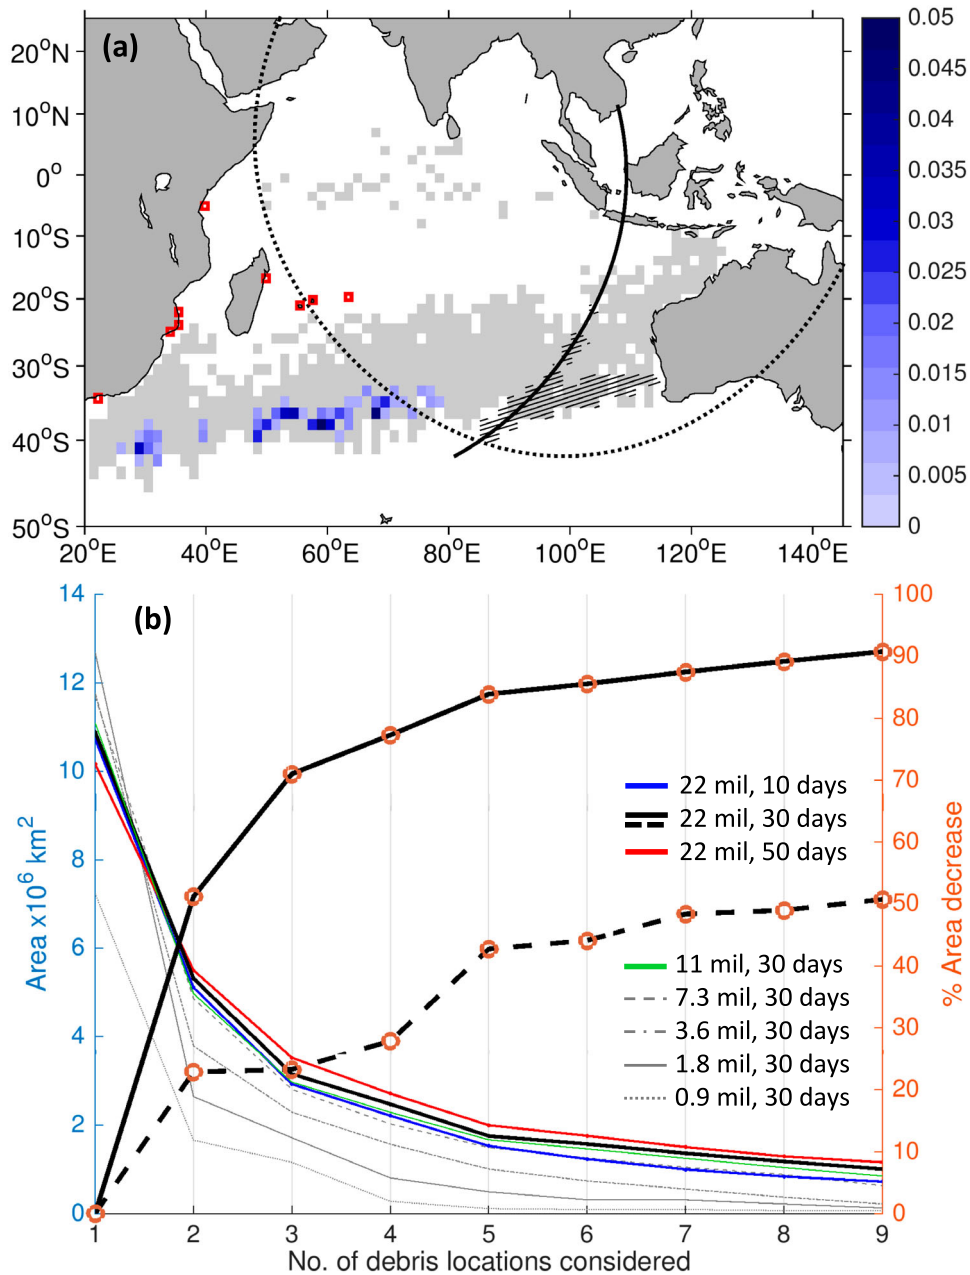 (a)
20°N
10°N
0°
10°S
20°S
30°S
40°S
50°S
20°E 40°E 60°E 80°E 100°E 120°E 140°E
0.05
0.045
0.04
0.035
0.03
0.025
0.02
0.015
0.01
0.005
0
(b)
14
12
10
8
6
4
2
0
Area x10⁶ km²
100
90
80
70
60
50
40
30
20
10
0
% Area decrease
22 mil, 10 days
22 mil, 30 days
22 mil, 50 days
11 mil, 30 days
7.3 mil, 30 days
3.6 mil, 30 days
1.8 mil, 30 days
0.9 mil, 30 days
1 2 3 4 5 6 7 8 9
No. of debris locations considered